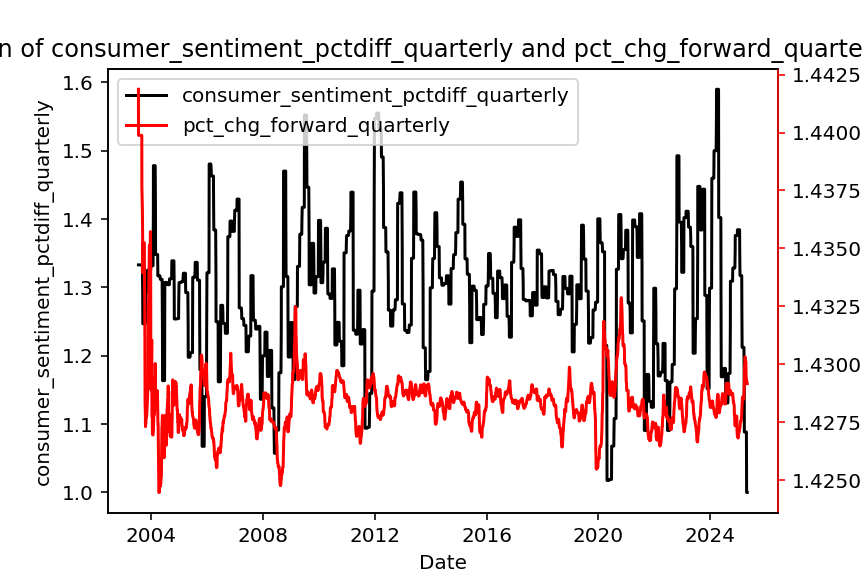 n of consumer_sentiment_pctdiff_quarterly and pct_chg_forward_quarte
consumer_sentiment_pctdiff_quarterly
pct_chg_forward_quarterly
consumer_sentiment_pctdiff_quarterly
1.6
1.5
1.4
1.3
1.2
1.1
1.0
1.4425
1.4400
1.4375
1.4350
1.4325
1.4300
1.4275
1.4250
2004 2008 2012 2016 2020 2024
Date